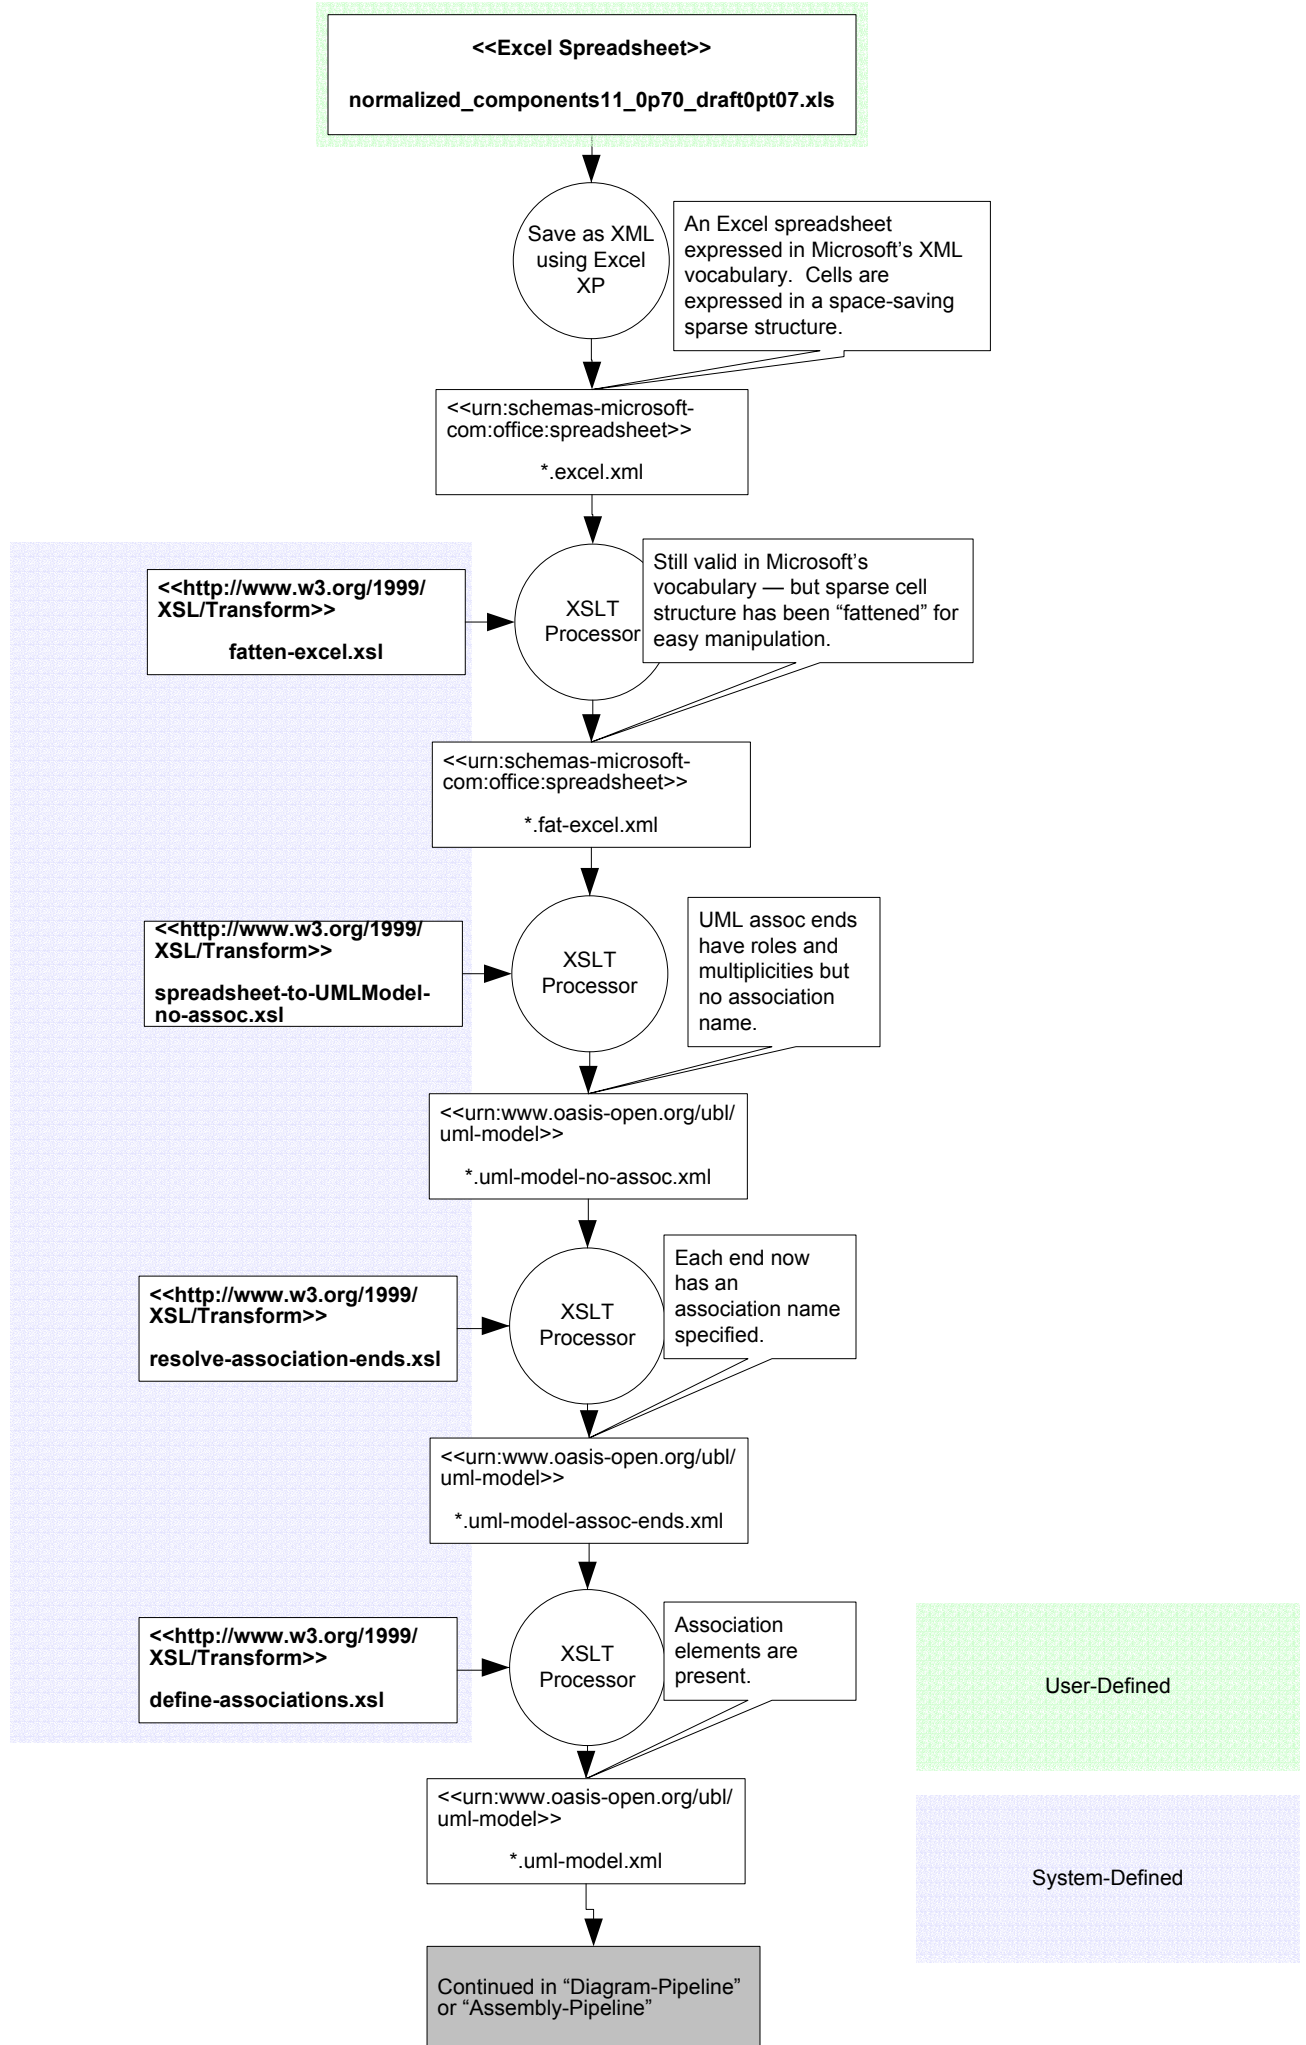 <<Excel Spreadsheet>>
normalized_components11_0p70_draft0pt07.xls
Save as XML
using Excel
XP
An Excel spreadsheet
expressed in Microsoft’s XML
vocabulary.  Cells are
expressed in a space-saving
sparse structure.
<<urn:schemas-microsoft-
com:office:spreadsheet>>
*.excel.xml
<<http://www.w3.org/1999/
XSL/Transform>>
fatten-excel.xsl
XSLT
Processor
Still valid in Microsoft’s
vocabulary — but sparse cell
structure has been “fattened” for
easy manipulation.
<<urn:schemas-microsoft-
com:office:spreadsheet>>
*.fat-excel.xml
<<http://www.w3.org/1999/
XSL/Transform>>
spreadsheet-to-UMLModel-
no-assoc.xsl
XSLT
Processor
UML assoc ends
have roles and
multiplicities but
no association
name.
<<urn:www.oasis-open.org/ubl/
uml-model>>
*.uml-model-no-assoc.xml
<<http://www.w3.org/1999/
XSL/Transform>>
resolve-association-ends.xsl
XSLT
Processor
Each end now
has an
association name
specified.
<<urn:www.oasis-open.org/ubl/
uml-model>>
*.uml-model-assoc-ends.xml
<<http://www.w3.org/1999/
XSL/Transform>>
define-associations.xsl
XSLT
Processor
Association
elements are
present.
User-Defined
<<urn:www.oasis-open.org/ubl/
uml-model>>
*.uml-model.xml
System-Defined
Continued in “Diagram-Pipeline”
or “Assembly-Pipeline”